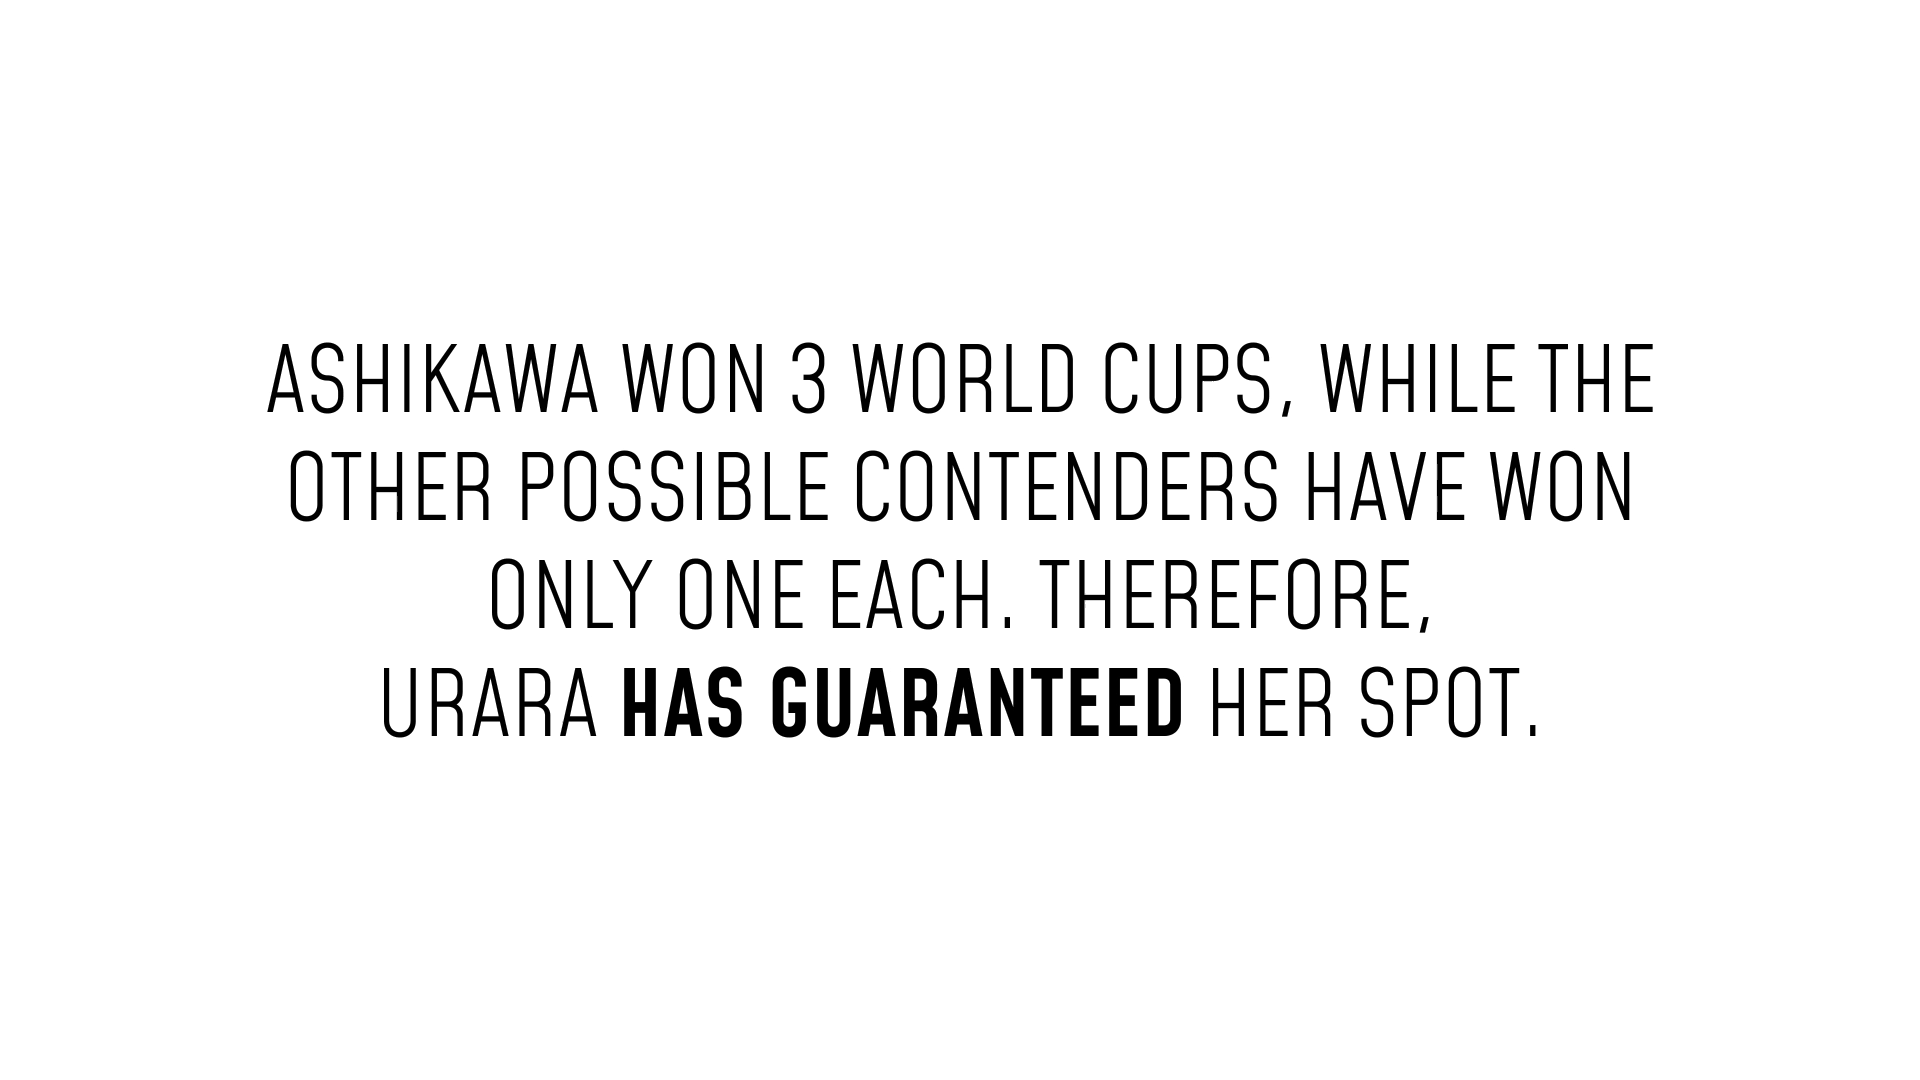 ASHIKAWA WON 3 WORLD CUPS, WHILE THE
OTHER POSSIBLE CONTENDERS HAVE WON
ONLY ONE EACH. THEREFORE,
URARA HAS GUARANTEED HER SPOT.